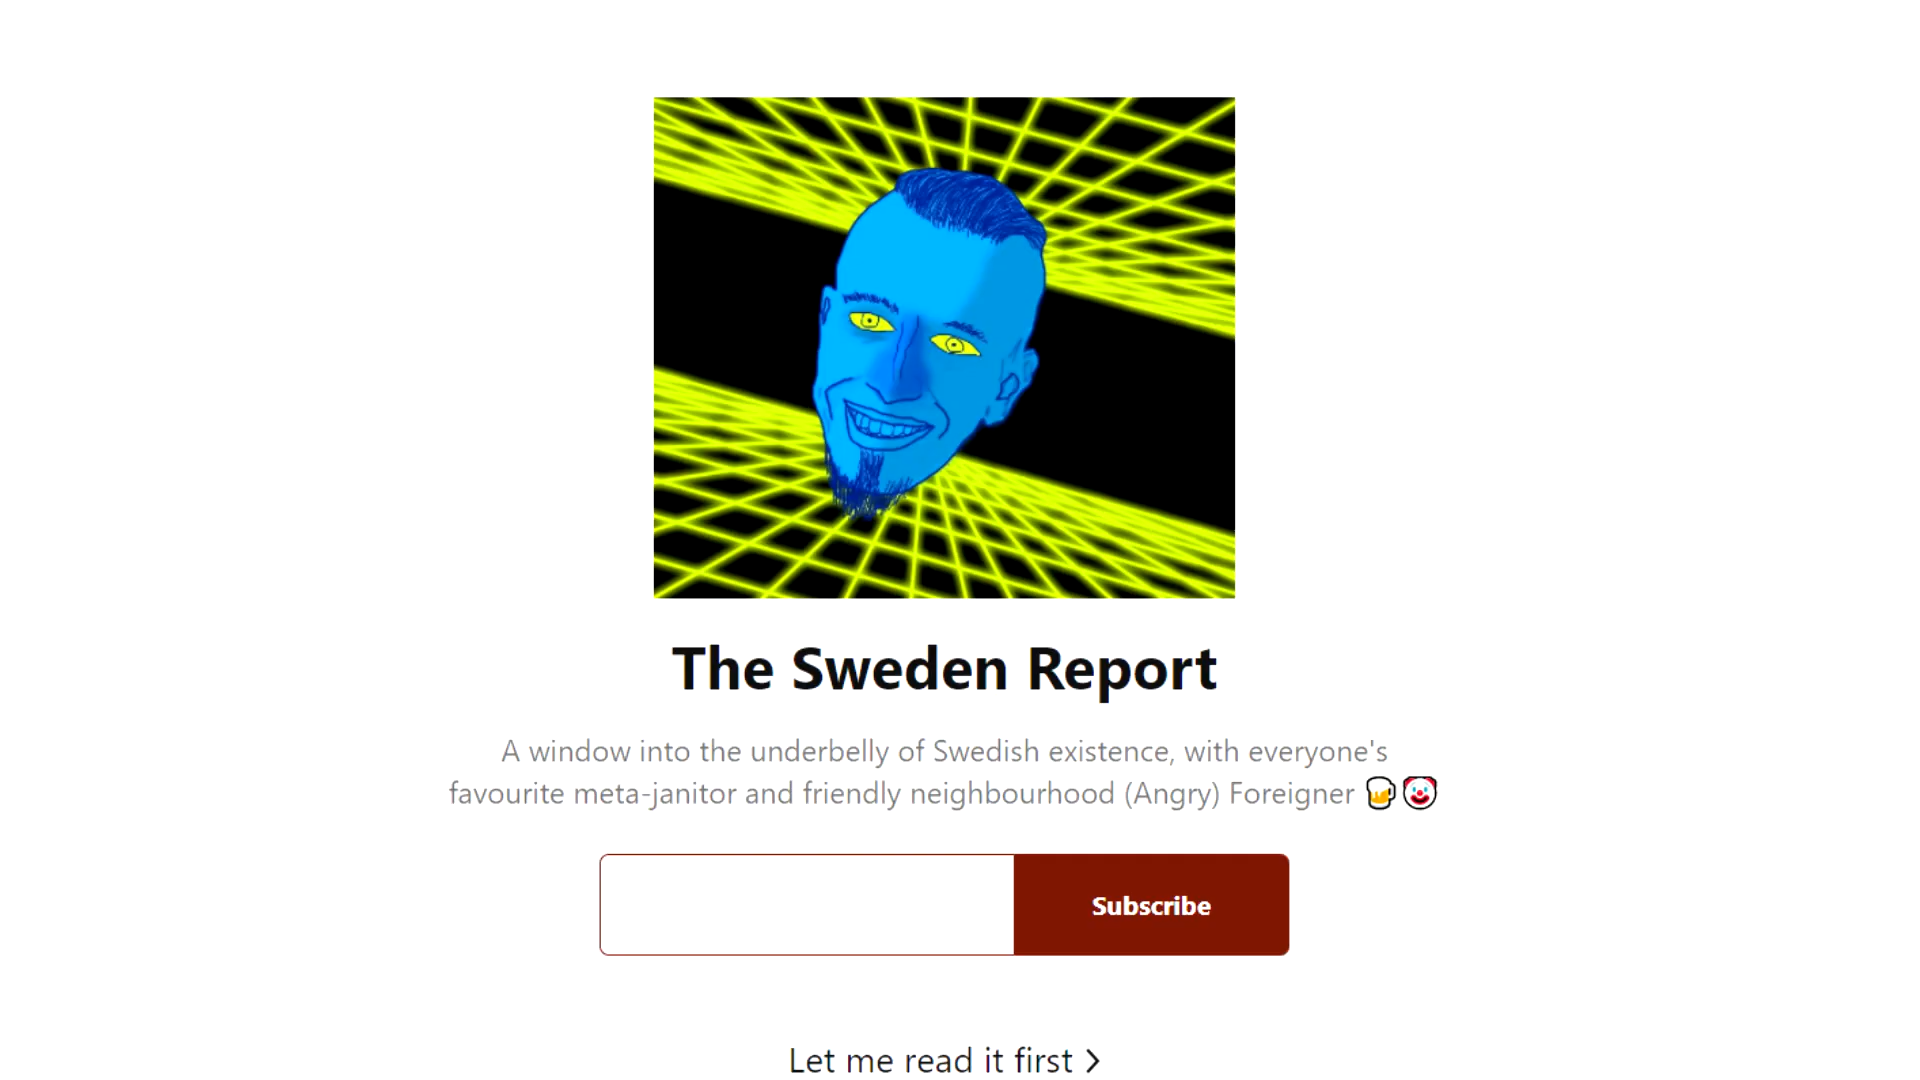 The Sweden Report
A window into the underbelly of Swedish existence, with everyone's
favourite meta-janitor and friendly neighbourhood (Angry) Foreigner 🍺🤡
Subscribe
Let me read it first >